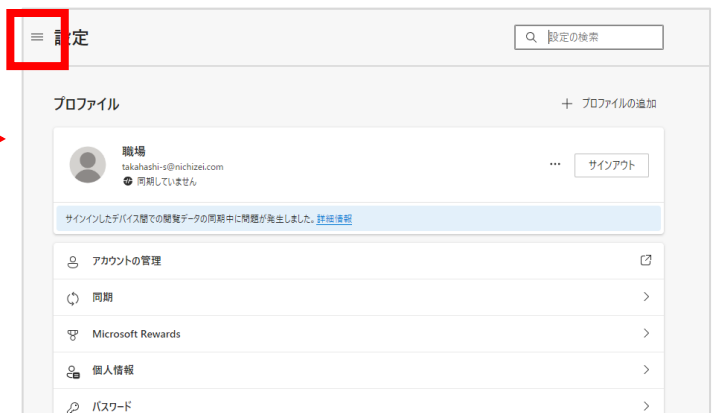 設定
設定の検索
プロファイル
プロファイルの追加
職場
takahashi-s@nichizei.com
同期していません
サインアウト
サインインしたデバイス間での閲覧データの同期中に問題が発生しました。詳細情報
アカウントの管理
同期
Microsoft Rewards
個人情報
パスワード